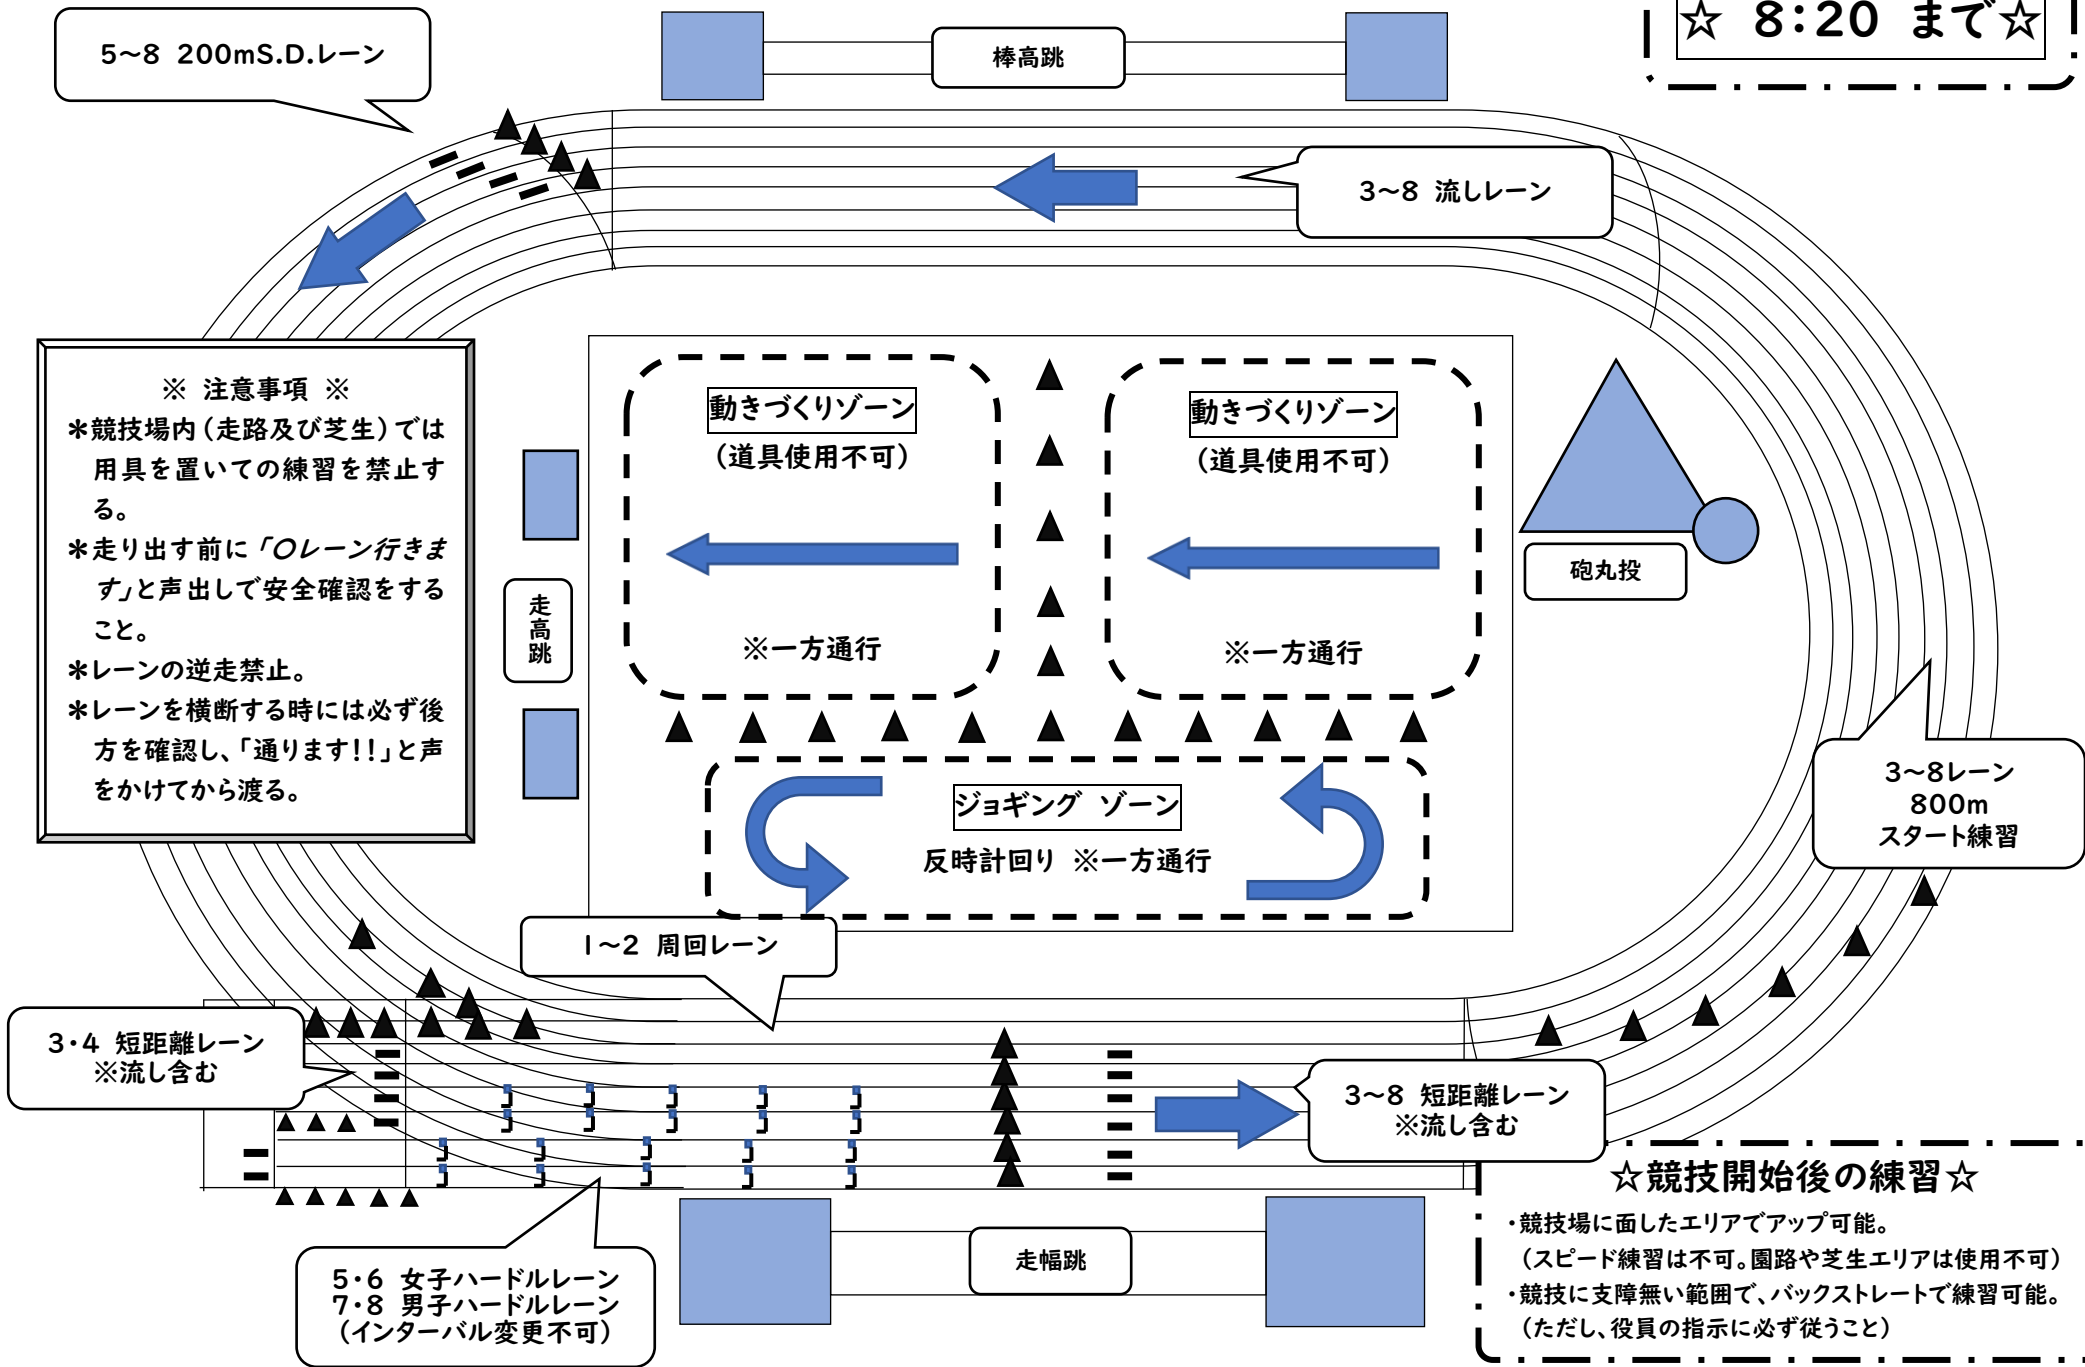 ☆ 8:20 まで☆
5～8 200mS.D.レーン
棒高跳
3～8 流しレーン
※ 注意事項 ※
＊競技場内（走路及び芝生）では
用具を置いての練習を禁止す
る。
＊走り出す前に「〇レーン行きま
す」と声出しで安全確認をする
こと。
＊レーンの逆走禁止。
＊レーンを横断する時には必ず後
方を確認し、「通ります！！」と声
をかけてから渡る。
走高跳
動きづくりゾーン
（道具使用不可）
※一方通行
動きづくりゾーン
（道具使用不可）
※一方通行
砲丸投
ジョギング ゾーン
反時計回り ※一方通行
3～8レーン
800m
スタート練習
1～2 周回レーン
3・4 短距離レーン
※流し含む
3～8 短距離レーン
※流し含む
5・6 女子ハードルレーン
7・8 男子ハードルレーン
（インターバル変更不可）
走幅跳
☆競技開始後の練習☆
・競技場に面したエリアでアップ可能。
（スピード練習は不可。園路や芝生エリアは使用不可）
・競技に支障無い範囲で、バックストレートで練習可能。
（ただし、役員の指示に必ず従うこと）